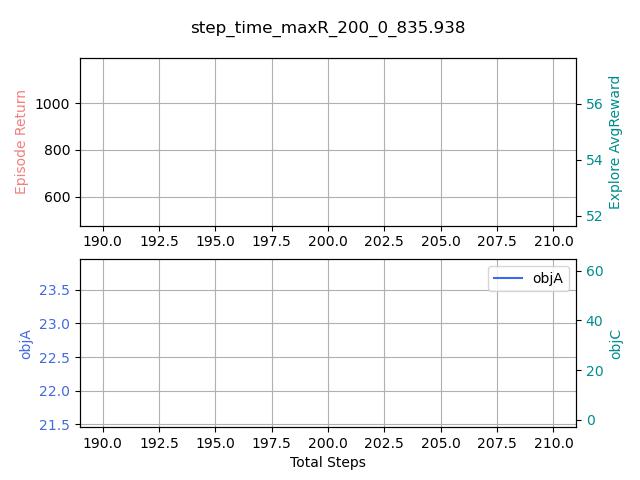 step_time_maxR_200_0_835.938
Episode Return
1000
800
600
56
54
52
Explore AvgReward
190.0 192.5 195.0 197.5 200.0 202.5 205.0 207.5 210.0
objA
23.5
23.0
22.5
22.0
21.5
objA
60
40
20
0
objC
190.0 192.5 195.0 197.5 200.0 202.5 205.0 207.5 210.0
Total Steps